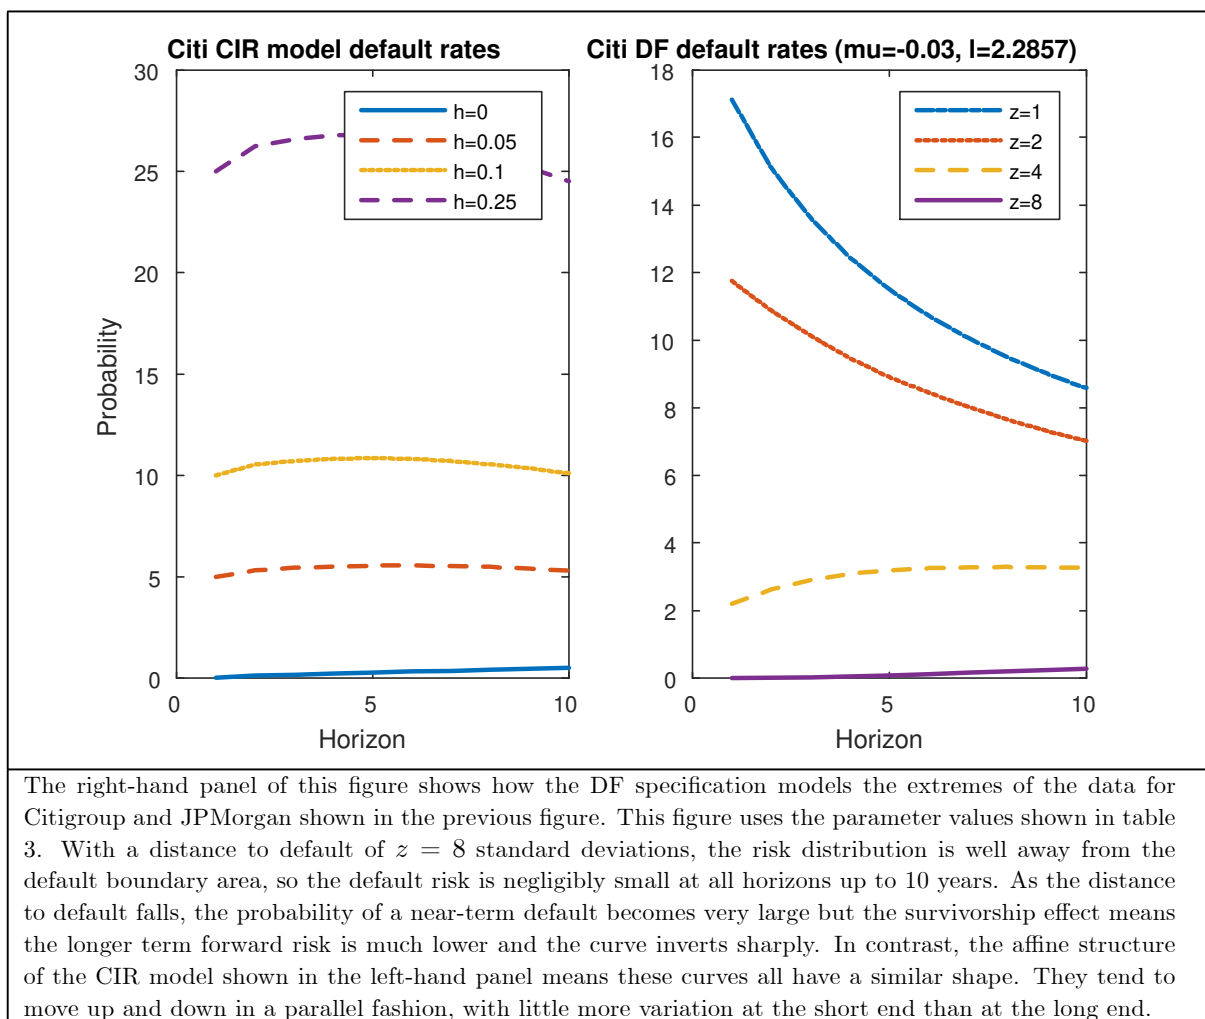 Citi CIR model default rates
30
25
20
15
10
5
0
0
5
10
Probability
Horizon
h=0
h=0.05
h=0.1
h=0.25
Citi DF default rates (mu=-0.03, l=2.2857)
18
16
14
12
10
8
6
4
2
0
0
5
10
Horizon
z=1
z=2
z=4
z=8
The right-hand panel of this figure shows how the DF specification models the extremes of the data for
Citigroup and JPMorgan shown in the previous figure. This figure uses the parameter values shown in table
3. With a distance to default of z = 8 standard deviations, the risk distribution is well away from the
default boundary area, so the default risk is negligibly small at all horizons up to 10 years. As the distance
to default falls, the probability of a near-term default becomes very large but the survivorship effect means
the longer term forward risk is much lower and the curve inverts sharply. In contrast, the affine structure
of the CIR model shown in the left-hand panel means these curves all have a similar shape. They tend to
move up and down in a parallel fashion, with little more variation at the short end than at the long end.